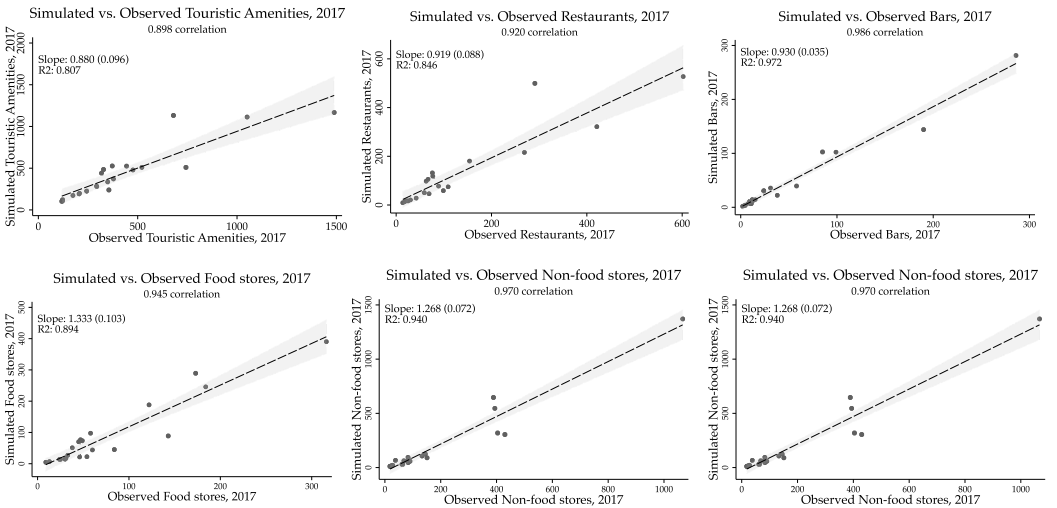 Simulated vs. Observed Touristic Amenities, 2017
0.898 correlation
Slope: 0.880 (0.096)
R2: 0.807
Simulated Touristic Amenities, 2017
0 500 1000 1500 2000
0 500 1000 1500
Observed Touristic Amenities, 2017
Simulated vs. Observed Restaurants, 2017
0.920 correlation
Slope: 0.919 (0.088)
R2: 0.846
Simulated Restaurants, 2017
0 200 400 600
0 200 400 600
Observed Restaurants, 2017
Simulated vs. Observed Bars, 2017
0.986 correlation
Slope: 0.930 (0.035)
R2: 0.972
Simulated Bars, 2017
0 100 200 300
0 100 200 300
Observed Bars, 2017
Simulated vs. Observed Food stores, 2017
0.945 correlation
Slope: 1.333 (0.103)
R2: 0.894
Simulated Food stores, 2017
0 100 200 300 400 500
0 100 200 300
Observed Food stores, 2017
Simulated vs. Observed Non-food stores, 2017
0.970 correlation
Slope: 1.268 (0.072)
R2: 0.940
Simulated Non-food stores, 2017
0 500 1000 1500
0 200 400 600 800 1000
Observed Non-food stores, 2017
Simulated vs. Observed Non-food stores, 2017
0.970 correlation
Slope: 1.268 (0.072)
R2: 0.940
Simulated Non-food stores, 2017
0 500 1000 1500
0 200 400 600 800 1000
Observed Non-food stores, 2017